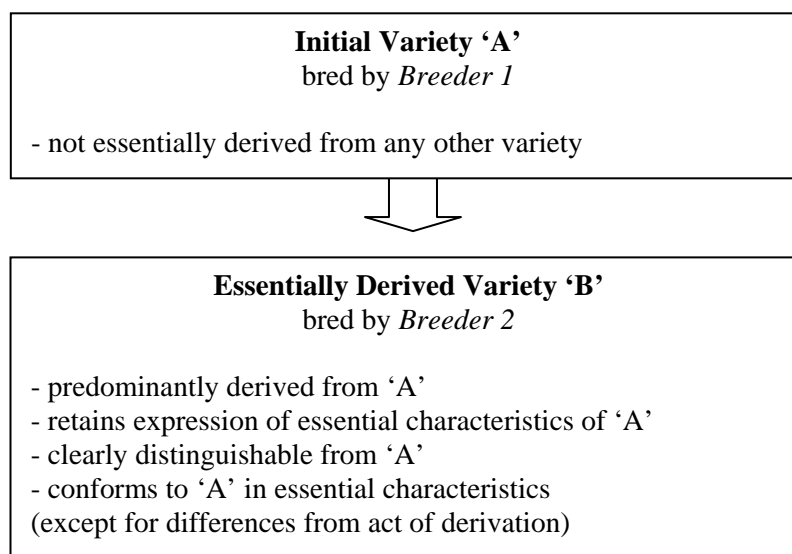 Initial Variety ‘A’
bred by Breeder 1
- not essentially derived from any other variety
Essentially Derived Variety ‘B’
bred by Breeder 2
- predominantly derived from ‘A’
- retains expression of essential characteristics of ‘A’
- clearly distinguishable from ‘A’
- conforms to ‘A’ in essential characteristics
(except for differences from act of derivation)